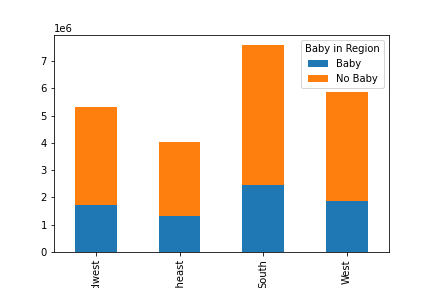 1e6
7
6
5
4
3
2
1
0
Baby in Region
Baby
No Baby
dwest
heast
South
West